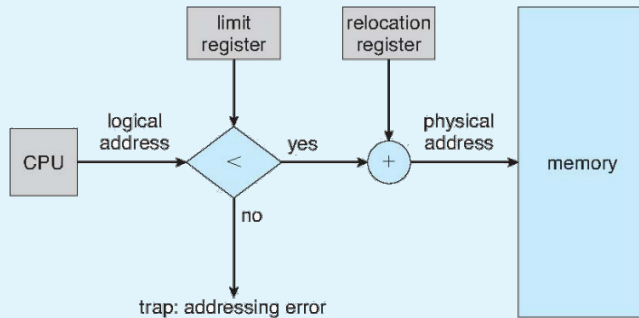 limit
register
relocation
register
logical
address
physical
address
CPU
<
yes
+
memory
no
trap: addressing error